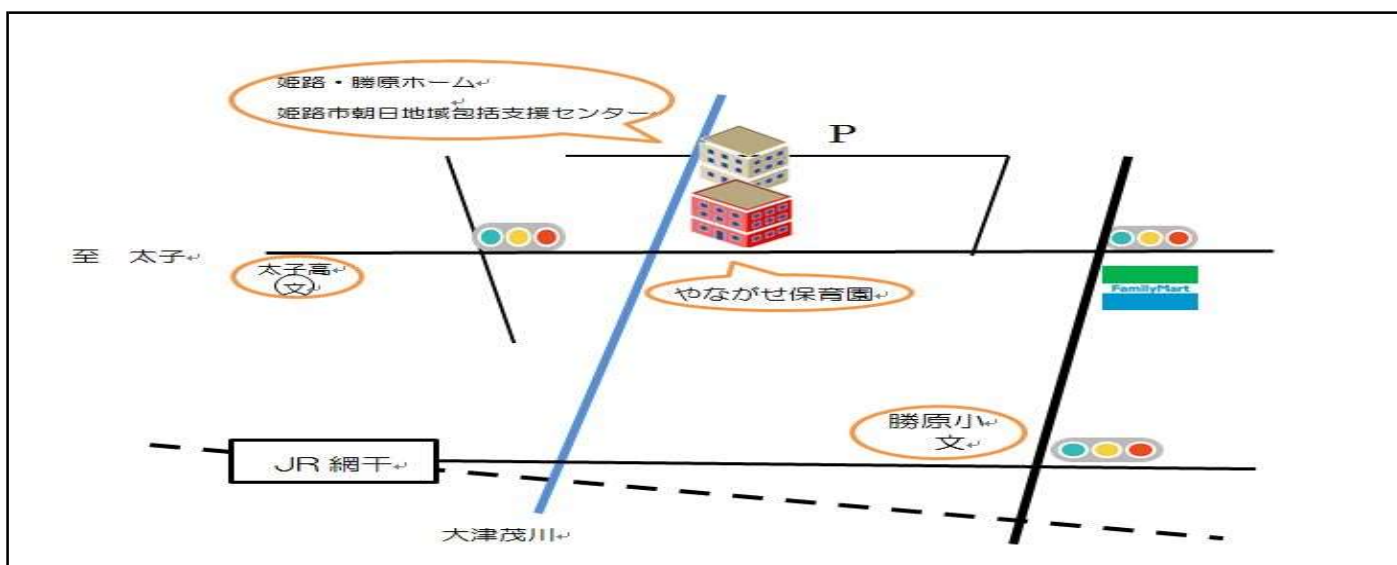 姫路・勝原ホーム
姫路市朝日地域包括支援センター
P
至　太子
太子高
文
やながせ保育園
FamilyMart
勝原小
文
JR 網干
大津茂川